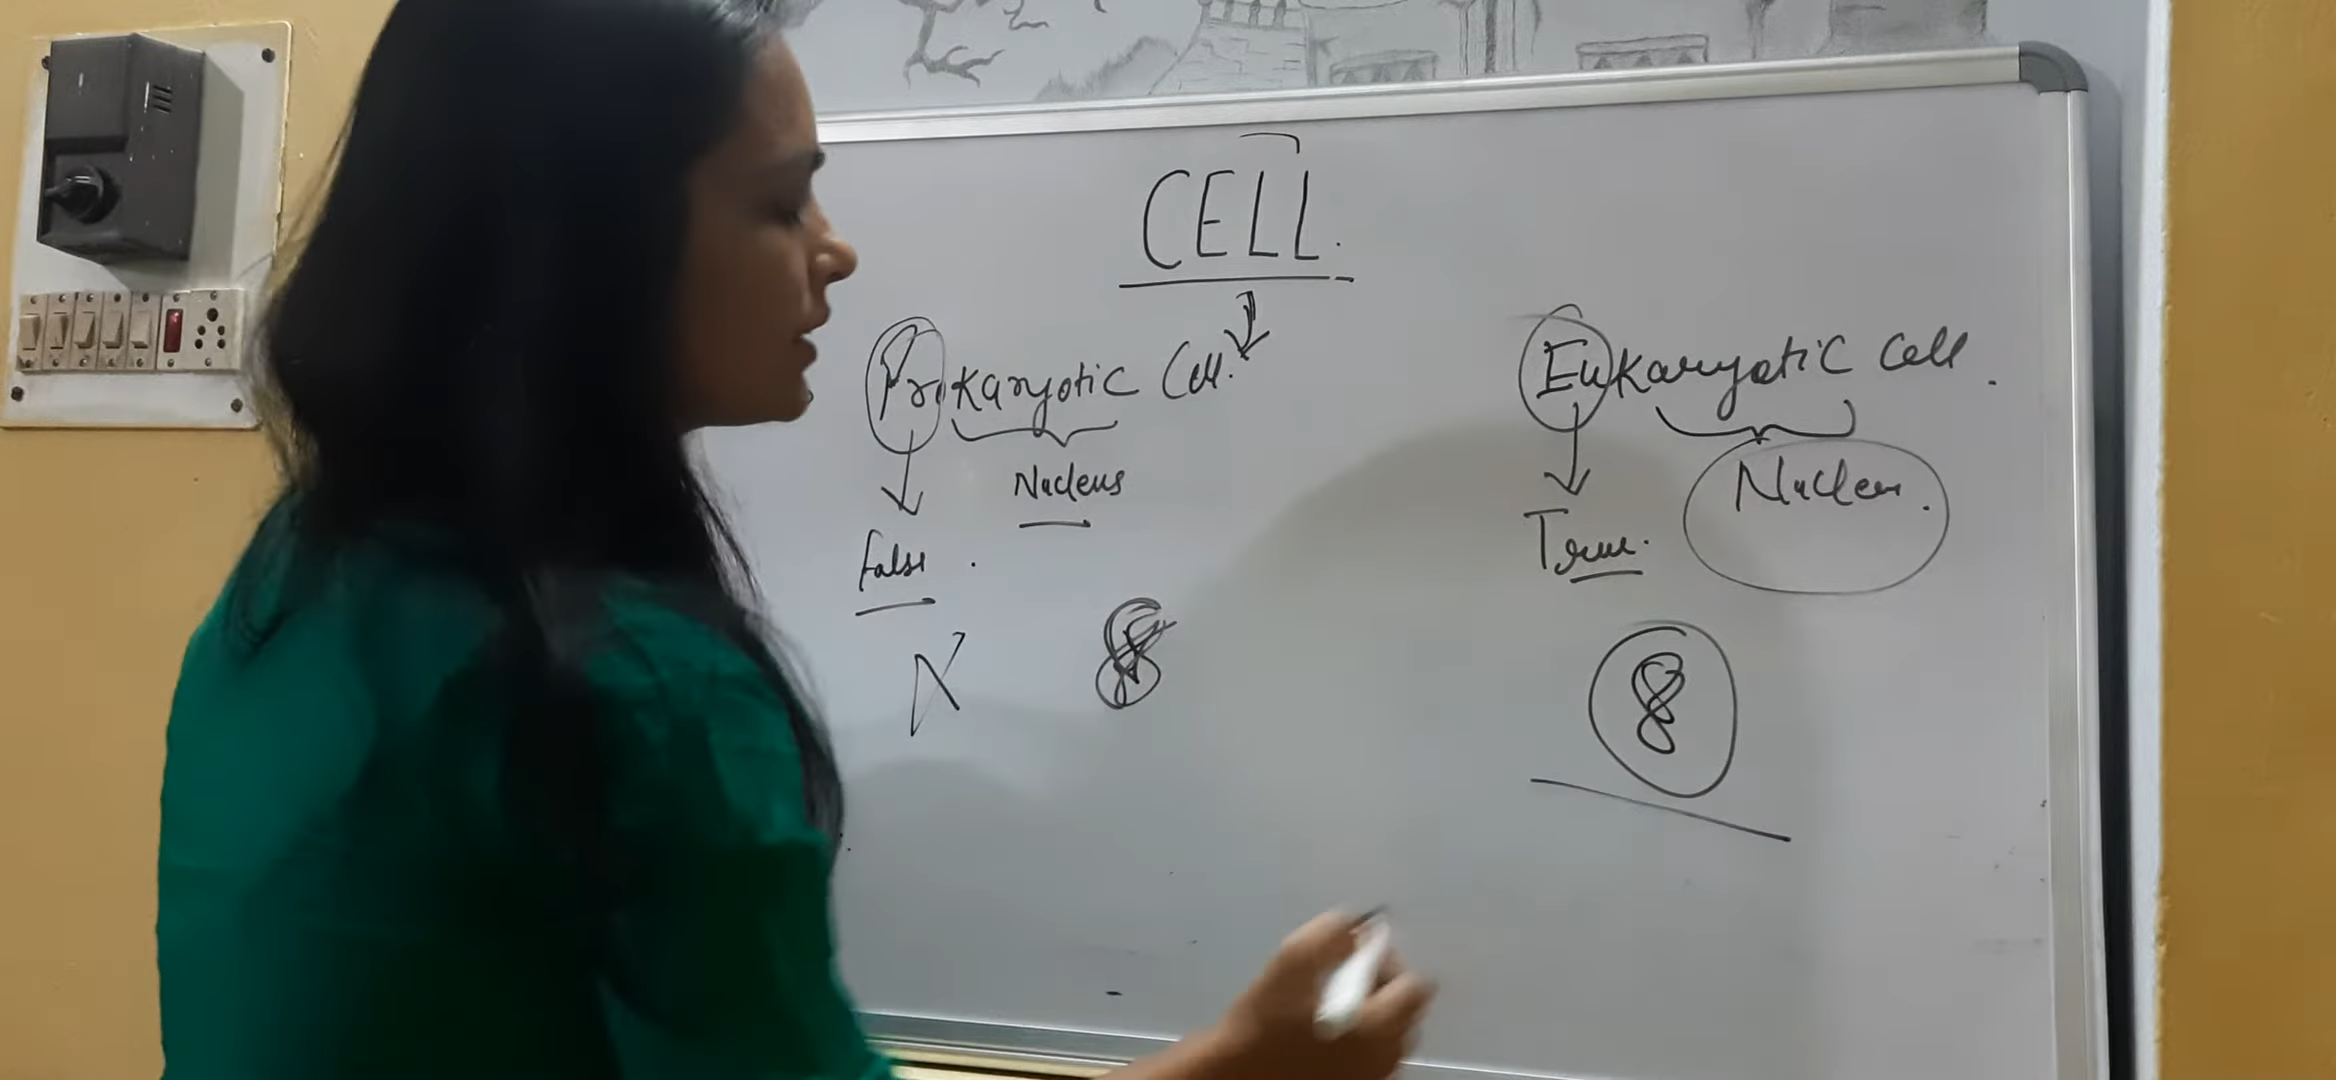 CELL.
Prokaryotic Cell.
Eukaryotic Cell.
Nucleus
Nucleus.
False.
True.